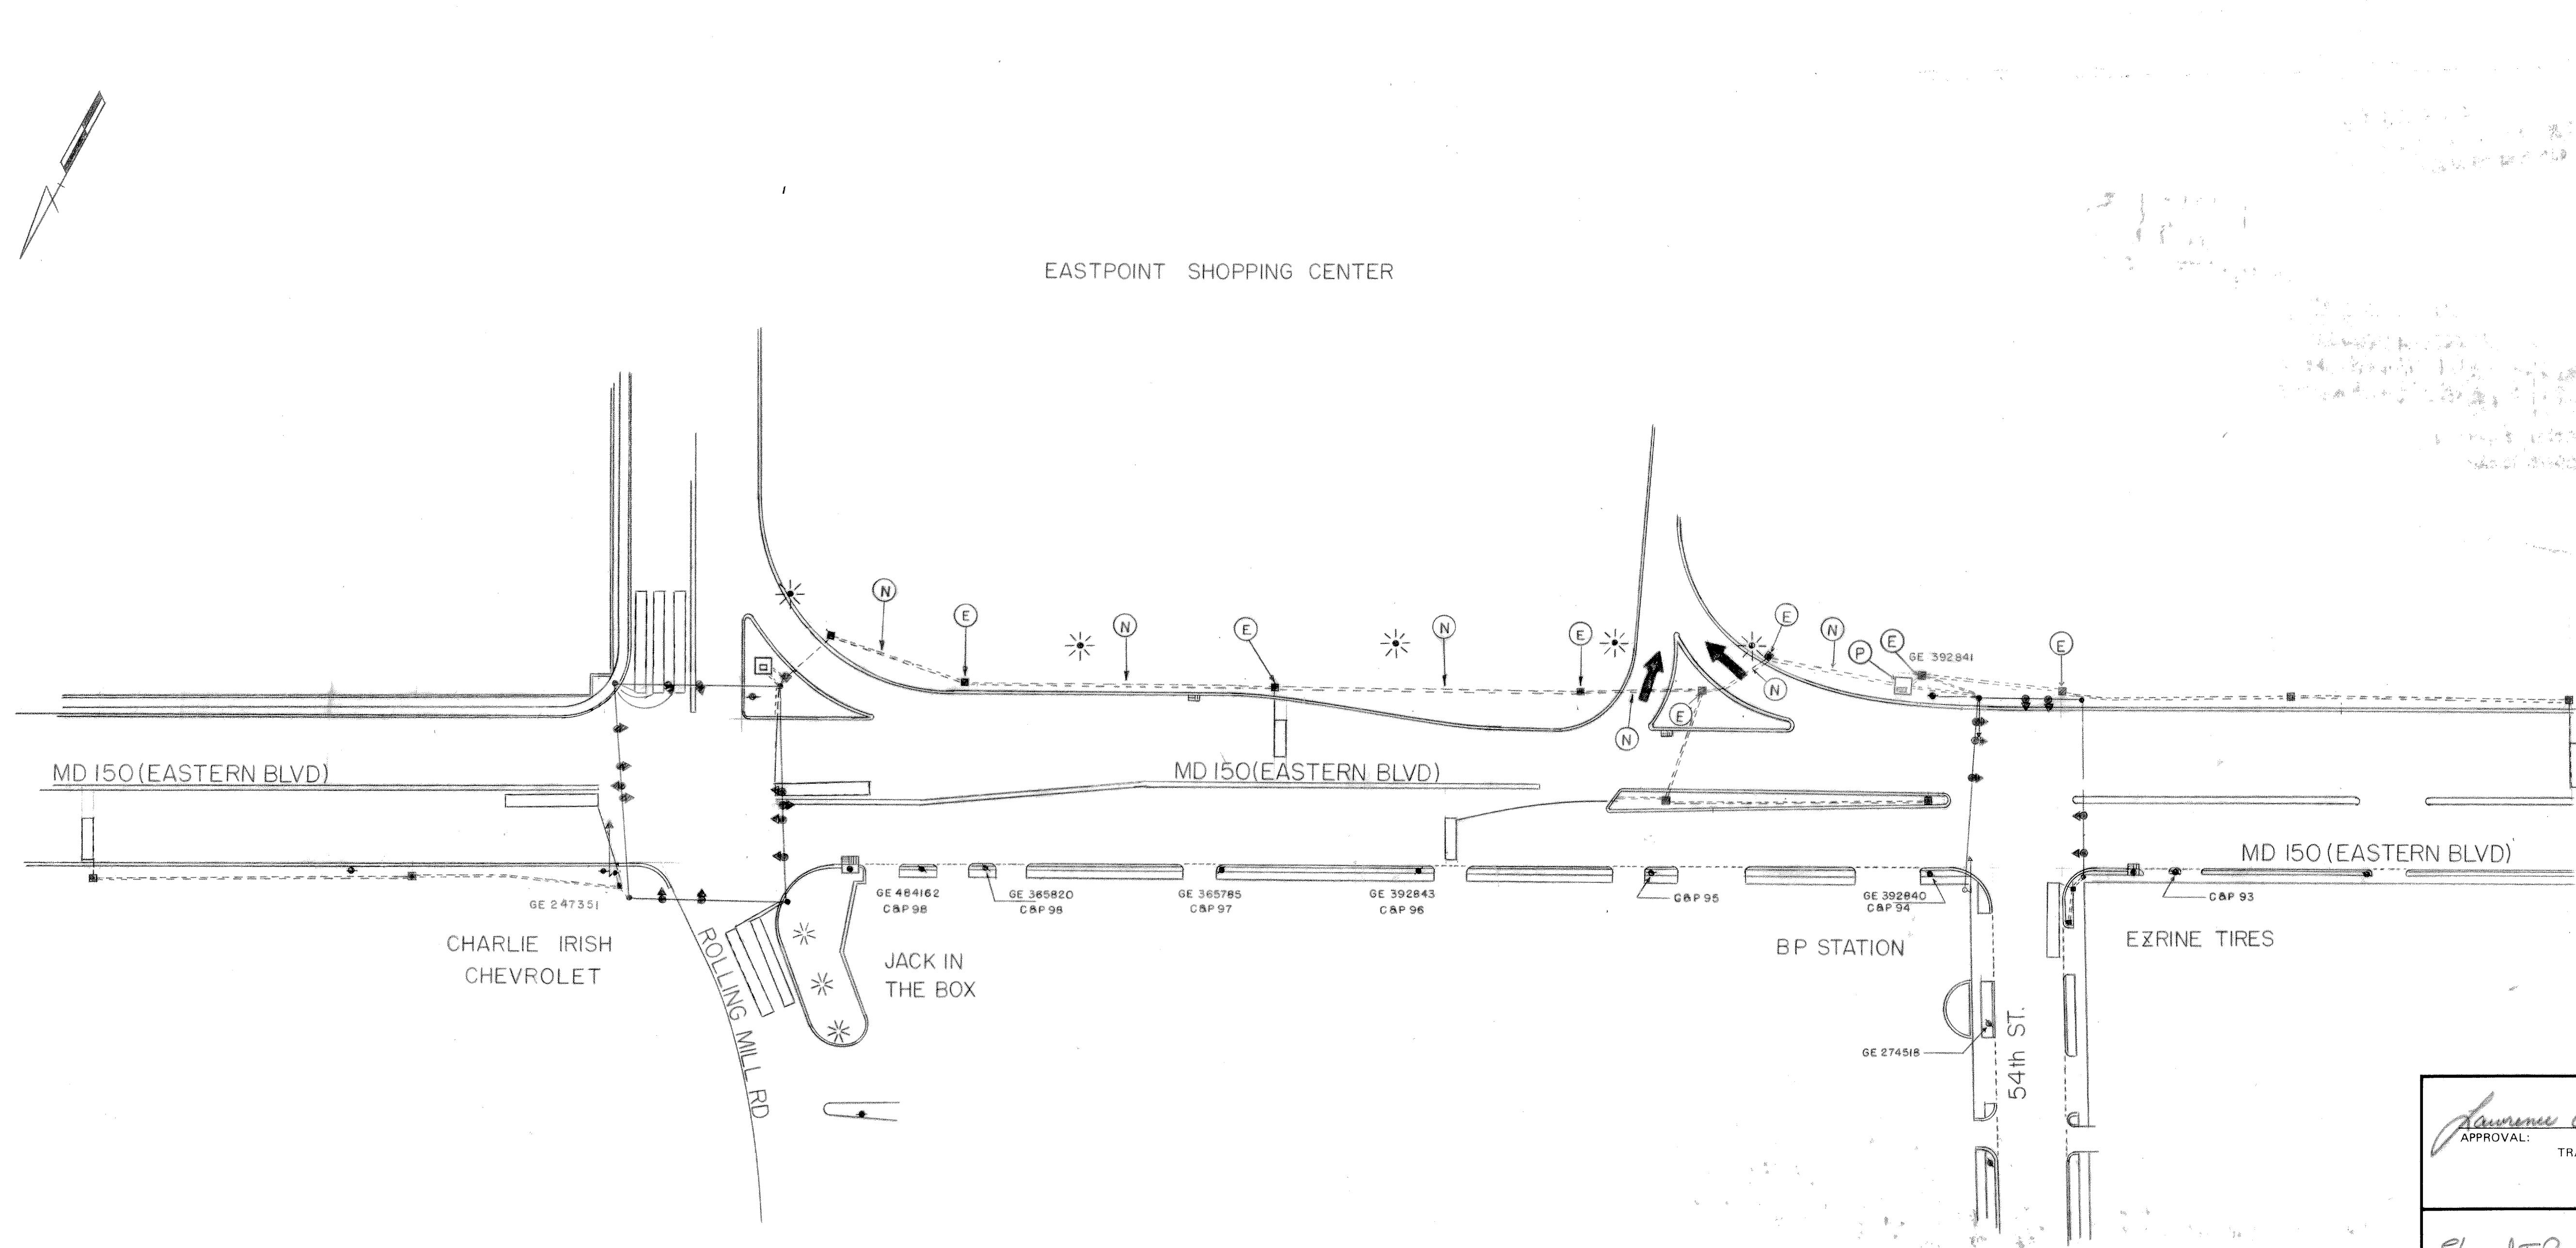 EASTPOINT SHOPPING CENTER
N
E
N
E
N
E
E
N
P
E
GE 392841
E
N
E
N
MD 150 (EASTERN BLVD)
MD 150 (EASTERN BLVD)
MD 150 (EASTERN BLVD)
GE 247351
GE 484162
C&P 98
GE 365820
C&P 98
GE 365785
C&P 97
GE 392843
C&P 96
C&P 95
GE 392840
C&P 94
C&P 93
CHARLIE IRISH
CHEVROLET
ROLLING MILL RD
JACK IN
THE BOX
BP STATION
EZRINE TIRES
GE 274518
54th ST.
Lawrence
APPROVAL: